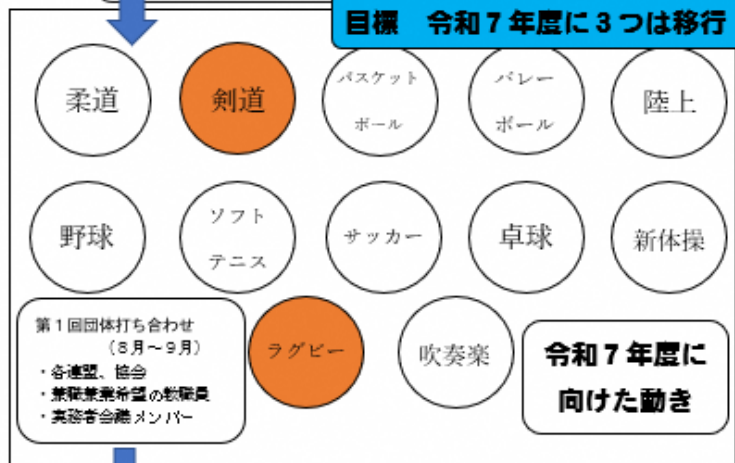 目標　令和７年度に３つは移行
柔道
剣道
バスケット
ボール
バレー
ボール
陸上
野球
ソフト
テニス
サッカー
卓球
新体操
第１回団体打ち合わせ
（８月～９月）
・各連盟、協会
・兼職兼業希望の教職員
・実務者会議メンバー
ラグビー
吹奏楽
令和７年度に
向けた動き